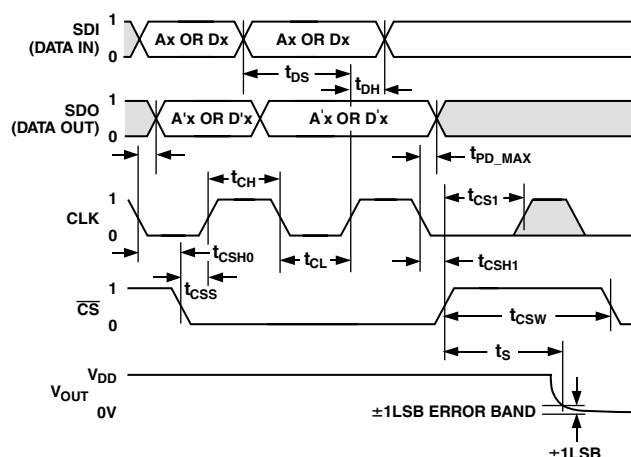 SDI
(DATA IN)
1
0
Ax OR Dx
Ax OR Dx
tDS
tDH
SDO
(DATA OUT)
1
0
A'x OR D'x
A'x OR D'x
tPD_MAX
tCH
tCS1
CLK
1
0
tCSH0
tCL
tCSH1
tCSS
CS
1
0
tCSW
tS
VDD
VOUT
0V
±1LSB ERROR BAND
±1LSB